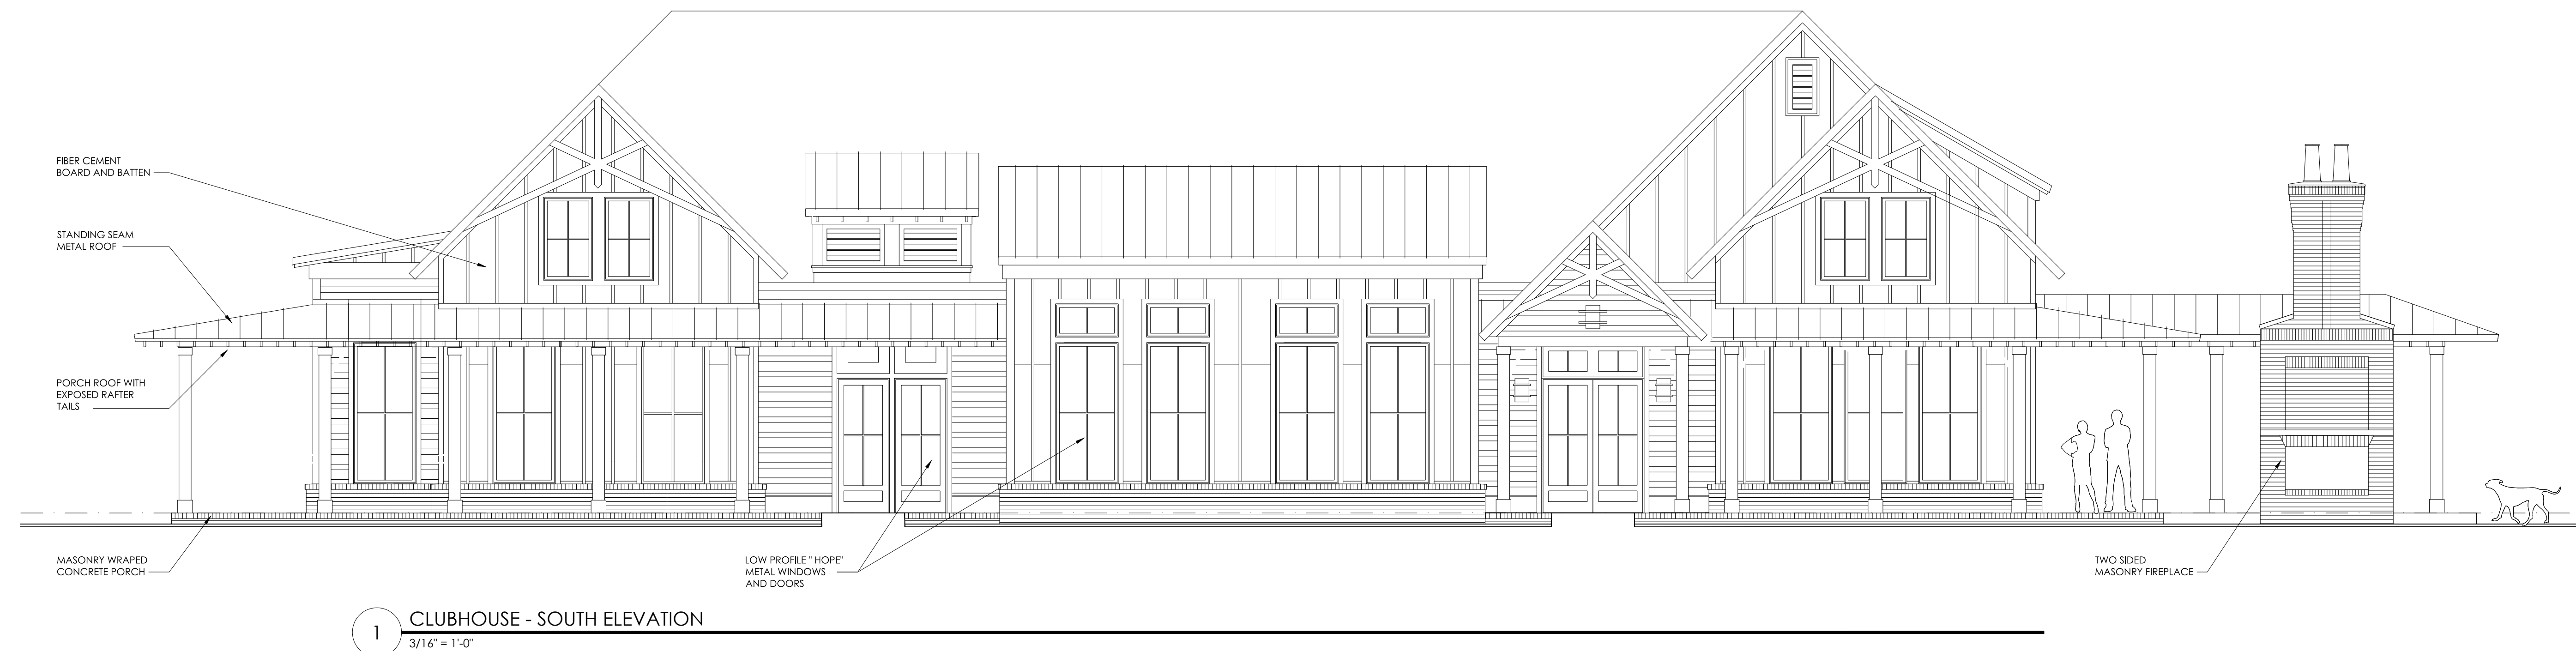 FIBER CEMENT
BOARD AND BATTEN
STANDING SEAM
METAL ROOF
PORCH ROOF WITH
EXPOSED RAFTER
TAILS
MASONRY WRAPED
CONCRETE PORCH
LOW PROFILE " HOPE"
METAL WINDOWS
AND DOORS
TWO SIDED
MASONRY FIREPLACE
1
CLUBHOUSE - SOUTH ELEVATION
3/16" = 1'-0"